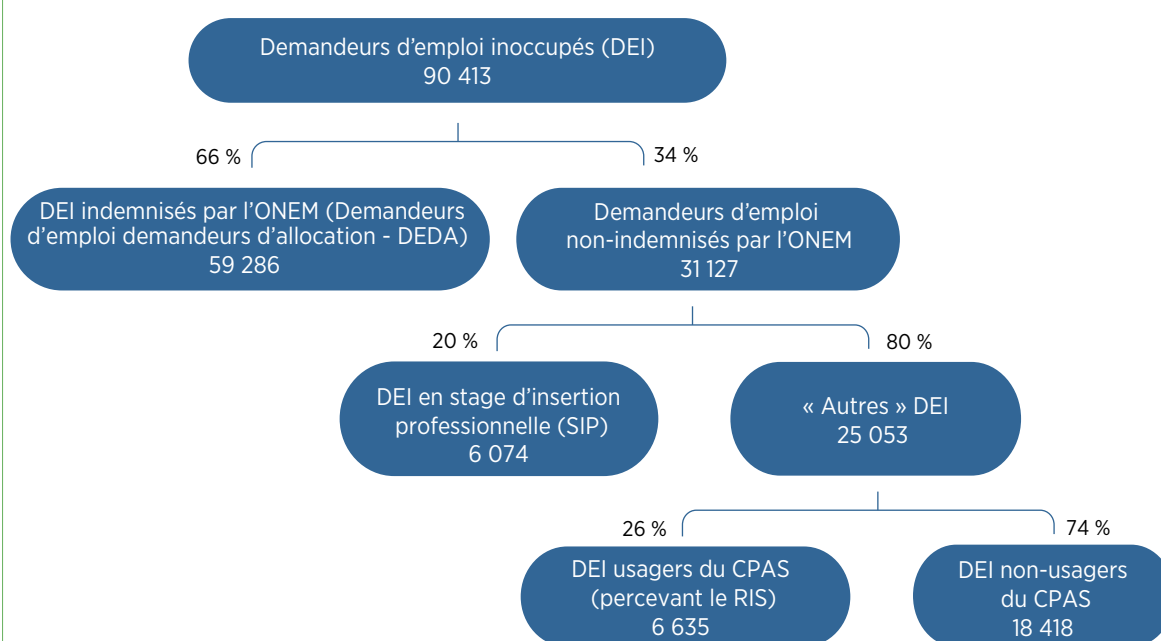 Demandeurs d'emploi inoccupés (DEI)
90 413
66 %
34 %
DEI indemnisés par l'ONEM (Demandeurs
d'emploi demandeurs d'allocation - DEDA)
59 286
Demandeurs d'emploi
non-indemnisés par l'ONEM
31 127
20 %
80 %
DEI en stage d'insertion
professionnelle (SIP)
6 074
« Autres » DEI
25 053
26 %
74 %
DEI usagers du CPAS
(percevant le RIS)
6 635
DEI non-usagers
du CPAS
18 418